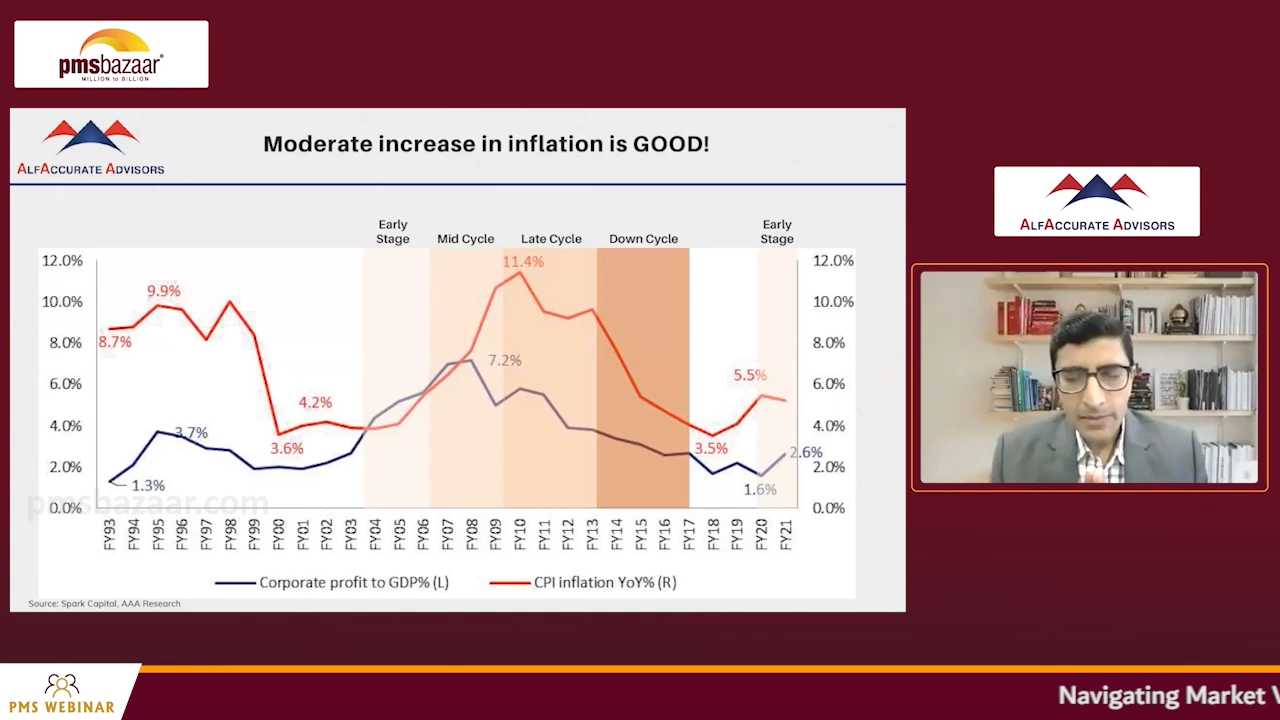 pmsbazaar
MILLION to BILLION
ALFACCURATE ADVISORS
Moderate increase in inflation is GOOD!
Early
Stage
Mid Cycle
Late Cycle
Down Cycle
Early
Stage
12.0%
10.0%
8.0%
6.0%
4.0%
2.0%
0.0%
12.0%
10.0%
8.0%
6.0%
4.0%
2.0%
0.0%
8.7%
9.9%
3.6%
4.2%
11.4%
3.5%
5.5%
1.3%
3.7%
7.2%
1.6%
2.6%
pmsbazaar.com
FY93
FY94
FY95
FY96
FY97
FY98
FY99
FY00
FY01
FY02
FY03
FY04
FY05
FY06
FY07
FY08
FY09
FY10
FY11
FY12
FY13
FY14
FY15
FY16
FY17
FY18
FY19
FY20
FY21
Corporate profit to GDP% (L)
CPI inflation YoY% (R)
Source: Spark Capital, AAA Research
ALFACCURATE ADVISORS
PMS WEBINAR
Navigating Market